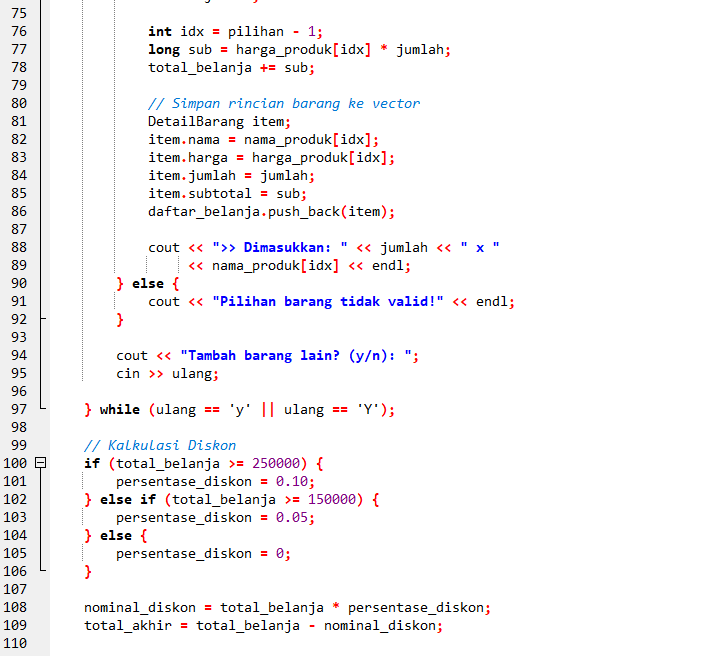 75
76 int idx = pilihan - 1;
77 long sub = harga_produk[idx] * jumlah;
78 total_belanja += sub;
79
80 // Simpan rincian barang ke vector
81 DetailBarang item;
82 item.nama = nama_produk[idx];
83 item.harga = harga_produk[idx];
84 item.jumlah = jumlah;
85 item.subtotal = sub;
86 daftar_belanja.push_back(item);
87
88 cout << ">> Dimasukkan: " << jumlah << " x "
89 << nama_produk[idx] << endl;
90 } else {
91 cout << "Pilihan barang tidak valid!" << endl;
92 }
93
94 cout << "Tambah barang lain? (y/n): ";
95 cin >> ulang;
96
97 } while (ulang == 'y' || ulang == 'Y');
98
99 // Kalkulasi Diskon
100 if (total_belanja >= 250000) {
101 persentase_diskon = 0.10;
102 } else if (total_belanja >= 150000) {
103 persentase_diskon = 0.05;
104 } else {
105 persentase_diskon = 0;
106 }
107
108 nominal_diskon = total_belanja * persentase_diskon;
109 total_akhir = total_belanja - nominal_diskon;
110